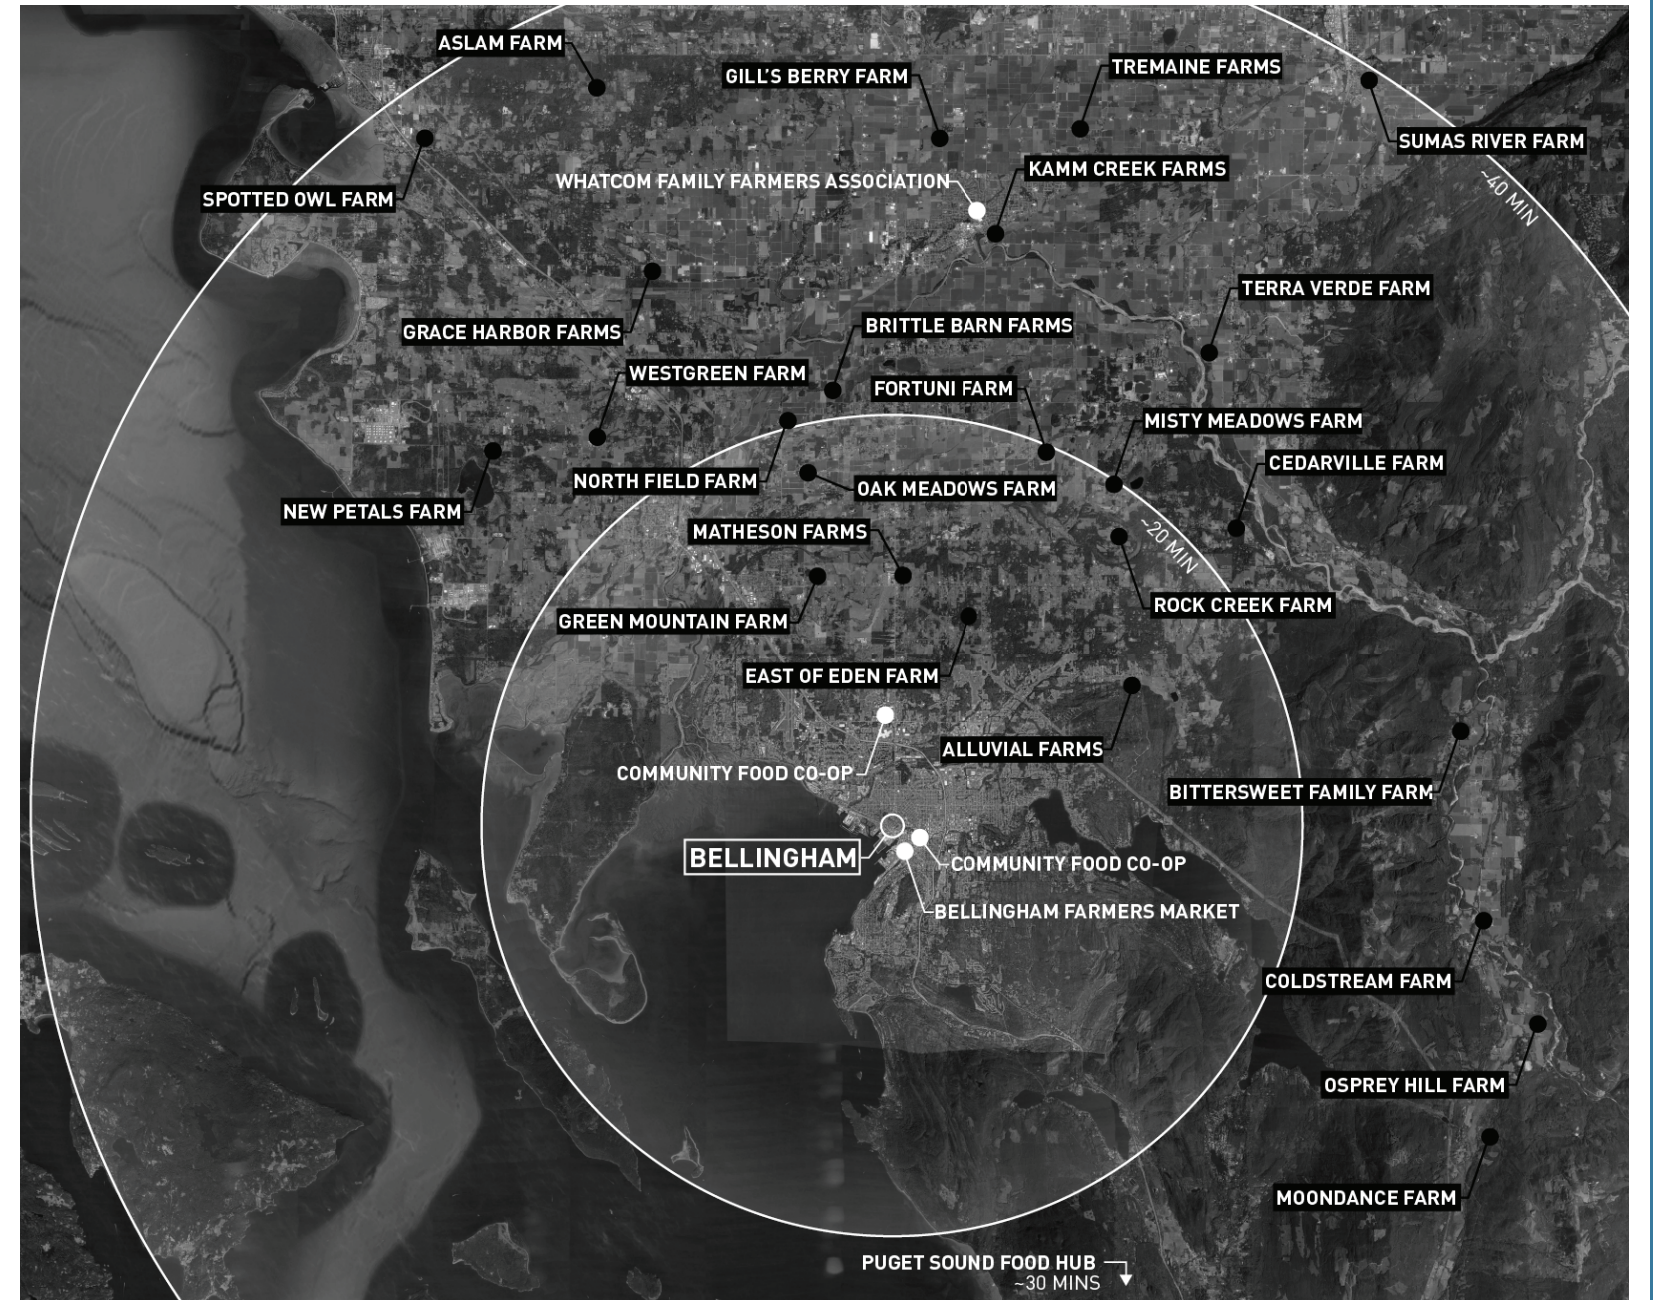 ASLAM FARM
GILL'S BERRY FARM
TREMAINE FARMS
SUMAS RIVER FARM
KAMM CREEK FARMS
WHATCOM FAMILY FARMERS ASSOCIATION
SPOTTED OWL FARM
~40 MIN
TERRA VERDE FARM
GRACE HARBOR FARMS
BRITTLE BARN FARMS
WESTGREEN FARM
FORTUNI FARM
MISTY MEADOWS FARM
CEDARVILLE FARM
NORTH FIELD FARM
OAK MEADOWS FARM
NEW PETALS FARM
MATHESON FARMS
~20 MIN
ROCK CREEK FARM
GREEN MOUNTAIN FARM
EAST OF EDEN FARM
ALLUVIAL FARMS
COMMUNITY FOOD CO-OP
BITTERSWEET FAMILY FARM
BELLINGHAM
COMMUNITY FOOD CO-OP
BELLINGHAM FARMERS MARKET
COLDSTREAM FARM
OSPREY HILL FARM
MOONDANCE FARM
PUGET SOUND FOOD HUB
~30 MINS